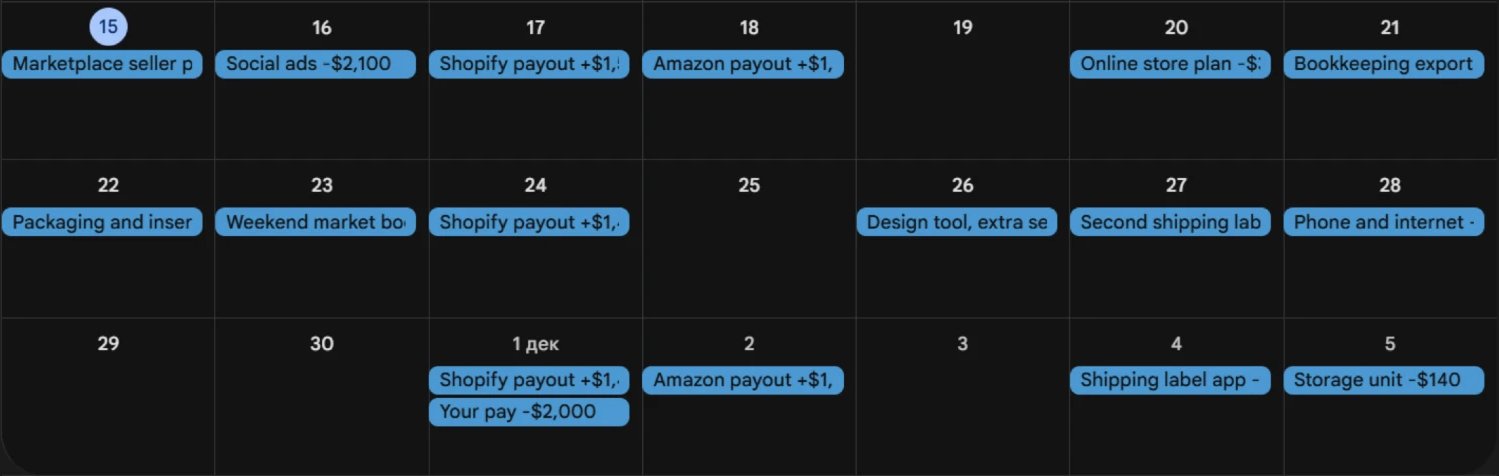 15 16 17 18 19 20 21
Marketplace seller p Social ads -$2,100 Shopify payout +$1, Amazon payout +$1, Online store plan -$ Bookkeeping export
22 23 24 25 26 27 28
Packaging and inser Weekend market bo Shopify payout +$1, Design tool, extra se Second shipping lab Phone and internet -
29 30 1 дек 2 3 4 5
Shopify payout +$1, Amazon payout +$1, Shipping label app - Storage unit -$140
Your pay -$2,000